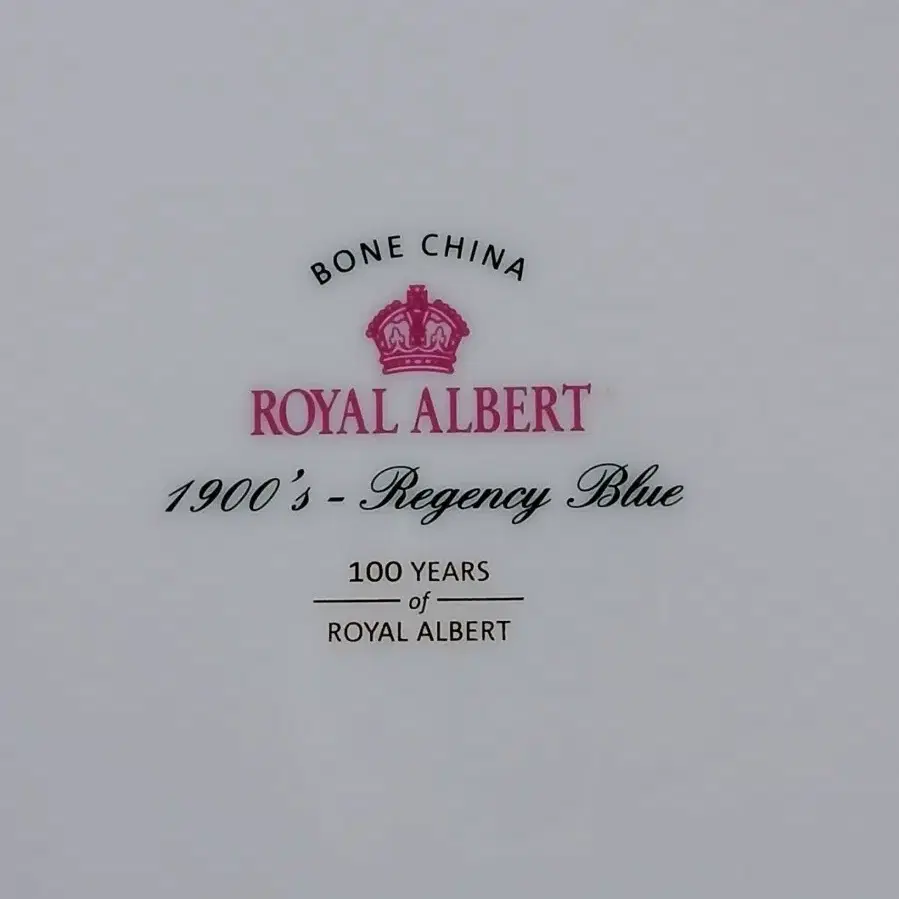 BONE CHINA
ROYAL ALBERT
1900's - Regency Blue
100 YEARS
of
ROYAL ALBERT